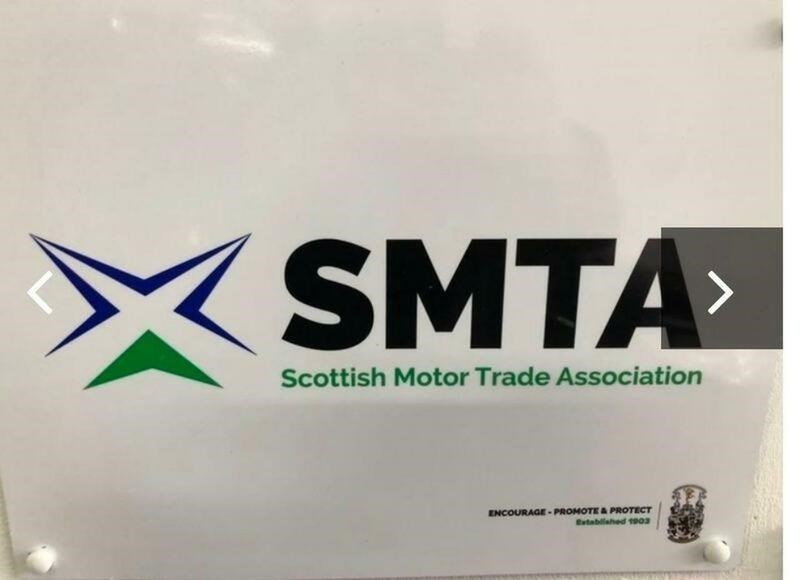 SMTA
Scottish Motor Trade Association
ENCOURAGE - PROMOTE & PROTECT
Established 1903